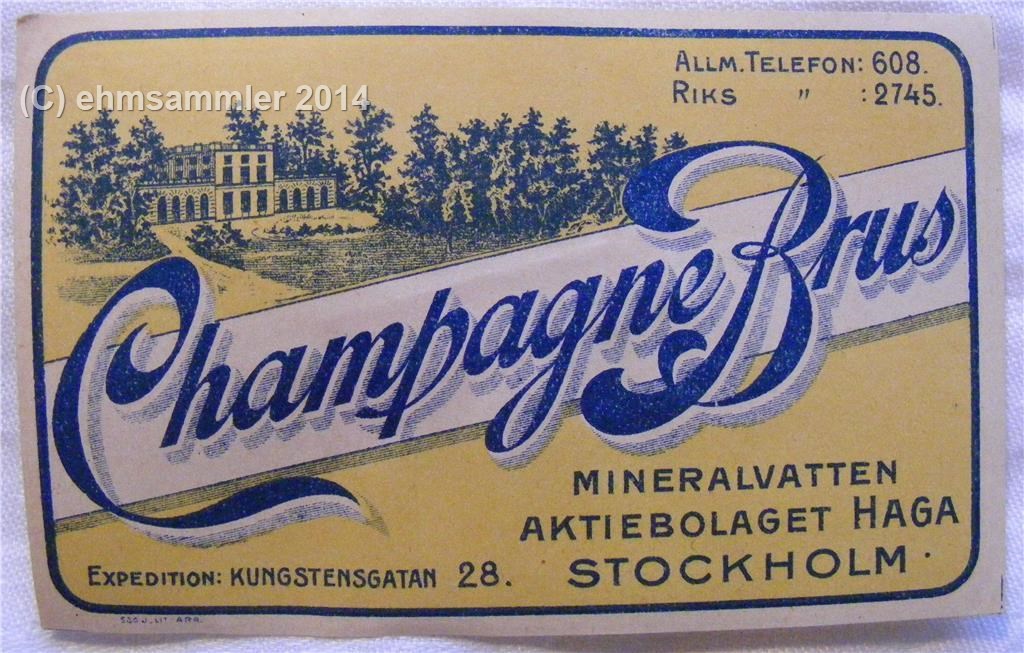 (C) ehmsammler 2014
ALLM. TELEFON: 608.
RIKS " : 2745.
Champagne Brus
MINERALVATTEN
AKTIEBOLAGET HAGA
STOCKHOLM.
EXPEDITION: KUNGSTENSGATAN 28.